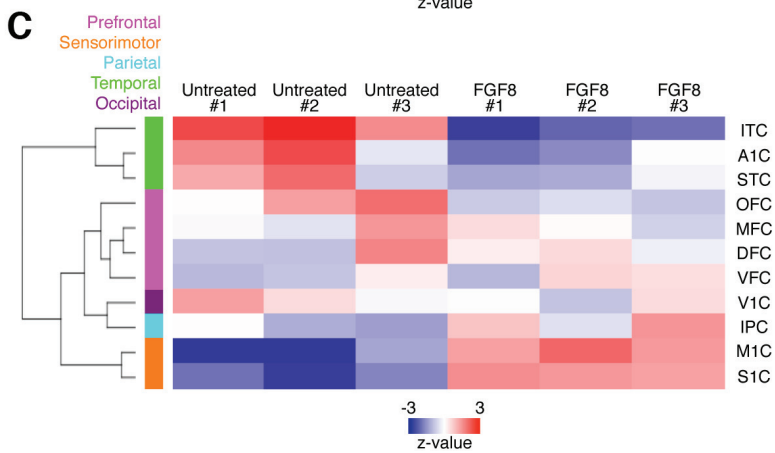 z-value
C
Prefrontal
Sensorimotor
Parietal
Temporal
Occipital
Untreated #1
Untreated #2
Untreated #3
FGF8 #1
FGF8 #2
FGF8 #3
ITC
A1C
STC
OFC
MFC
DFC
VFC
V1C
IPC
M1C
S1C
-3 3
z-value